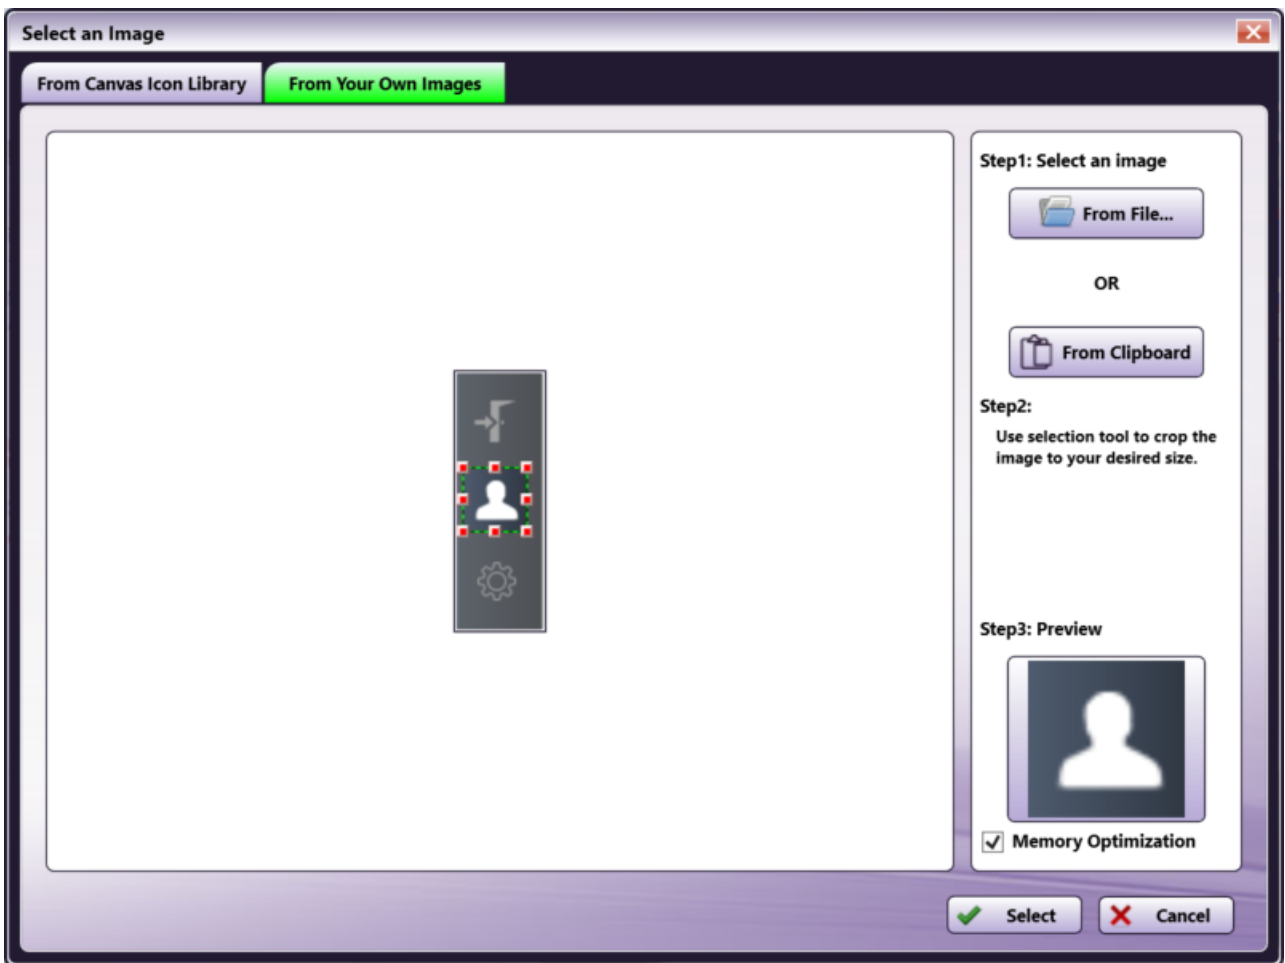 Select an Image
From Canvas Icon Library
From Your Own Images
Step1: Select an image
From File...
OR
From Clipboard
Step2:
Use selection tool to crop the
image to your desired size.
Step3: Preview
Memory Optimization
Select
Cancel